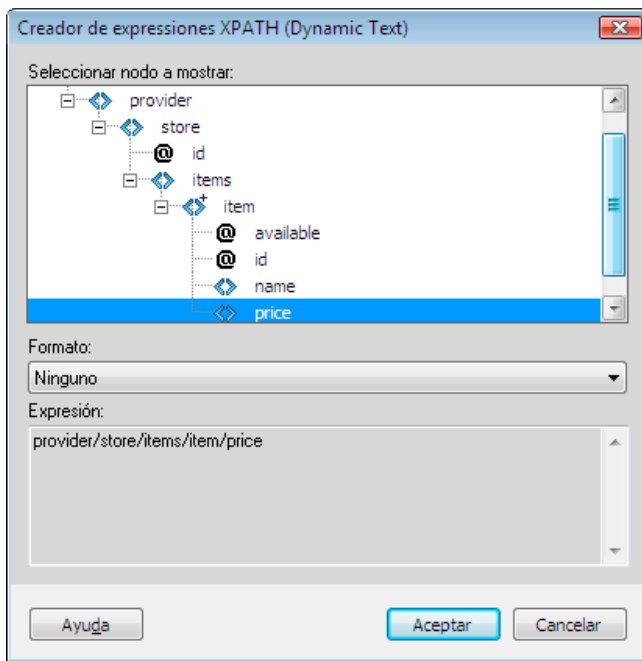 Creador de expresiones XPATH (Dynamic Text)
Seleccionar nodo a mostrar:
provider
store
@ id
items
item
@ available
@ id
name
price
Formato:
Ninguno
Expresión:
provider/store/items/item/price
Ayuda
Aceptar
Cancelar